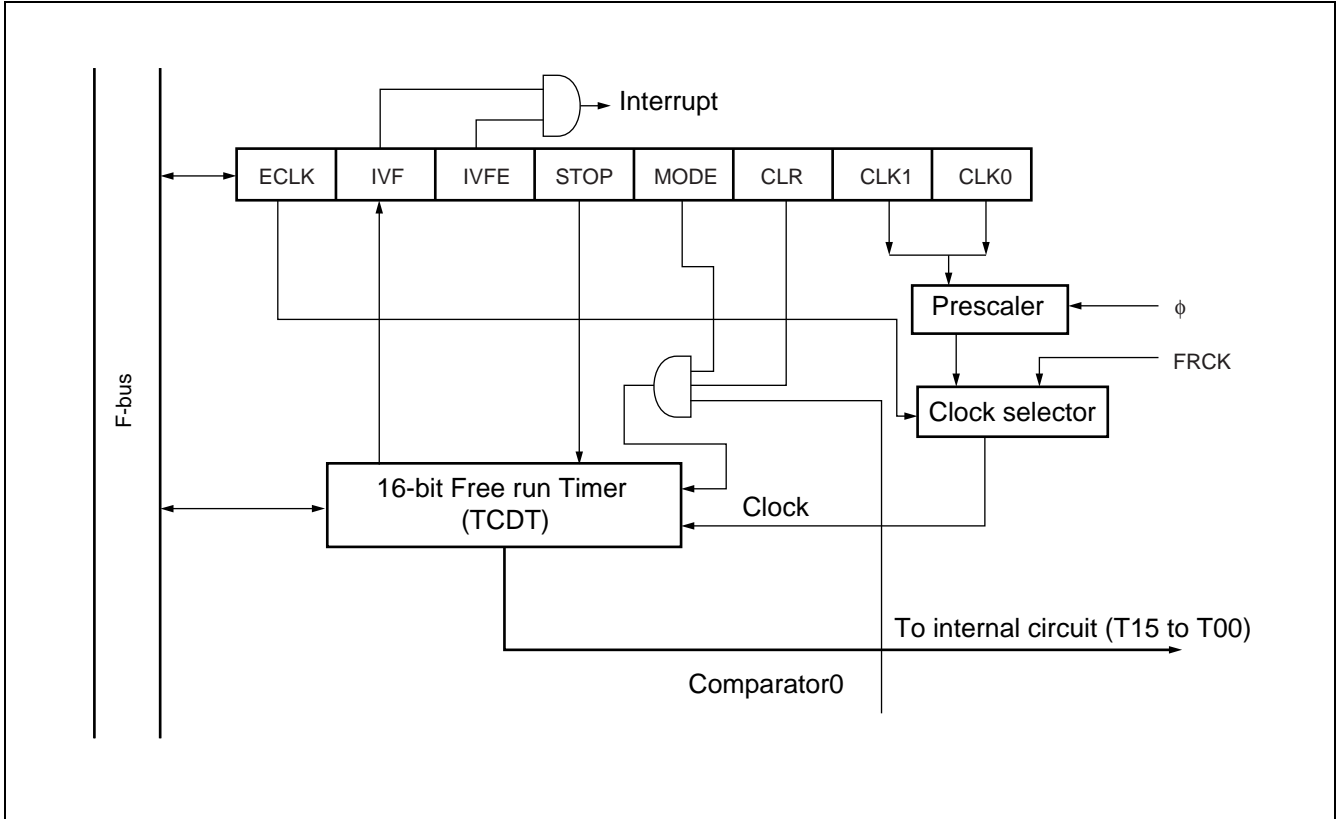 Interrupt
ECLK IVF IVFE STOP MODE CLR CLK1 CLK0
Prescaler
ϕ
FRCK
Clock selector
F-bus
16-bit Free run Timer
(TCDT)
Clock
To internal circuit (T15 to T00)
Comparator0